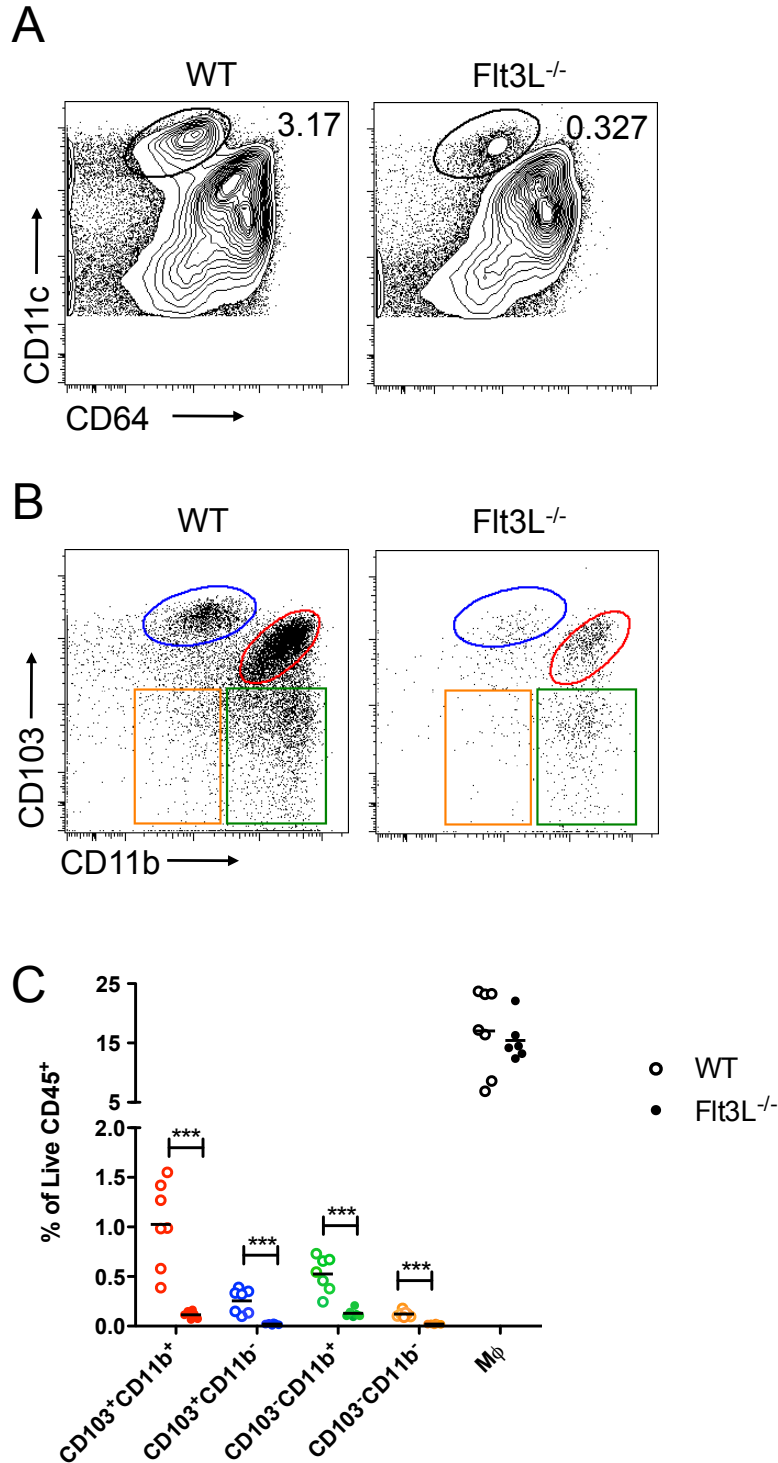 A
WT
Flt3L-/-
3.17
0.327
CD11c
CD64
B
WT
Flt3L-/-
CD103
CD11b
C
% of Live CD45+
25
15
5
2.0
1.5
1.0
0.5
0.0
***
***
***
***
WT
Flt3L-/-
CD103+CD11b+
CD103+CD11b-
CD103-CD11b+
CD103-CD11b-
Mϕ